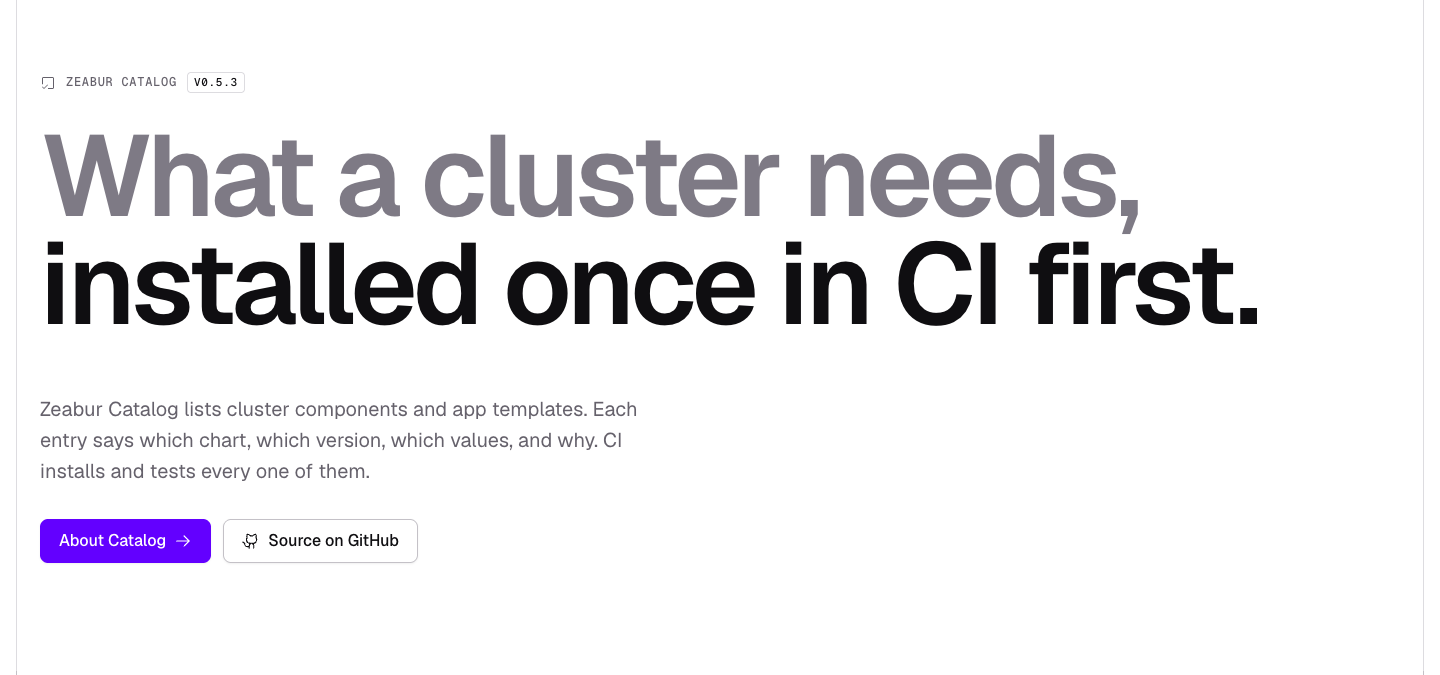 ZEABUR CATALOG V0.5.3
What a cluster needs,
installed once in CI first.
Zeabur Catalog lists cluster components and app templates. Each
entry says which chart, which version, which values, and why. CI
installs and tests every one of them.
About Catalog → Source on GitHub